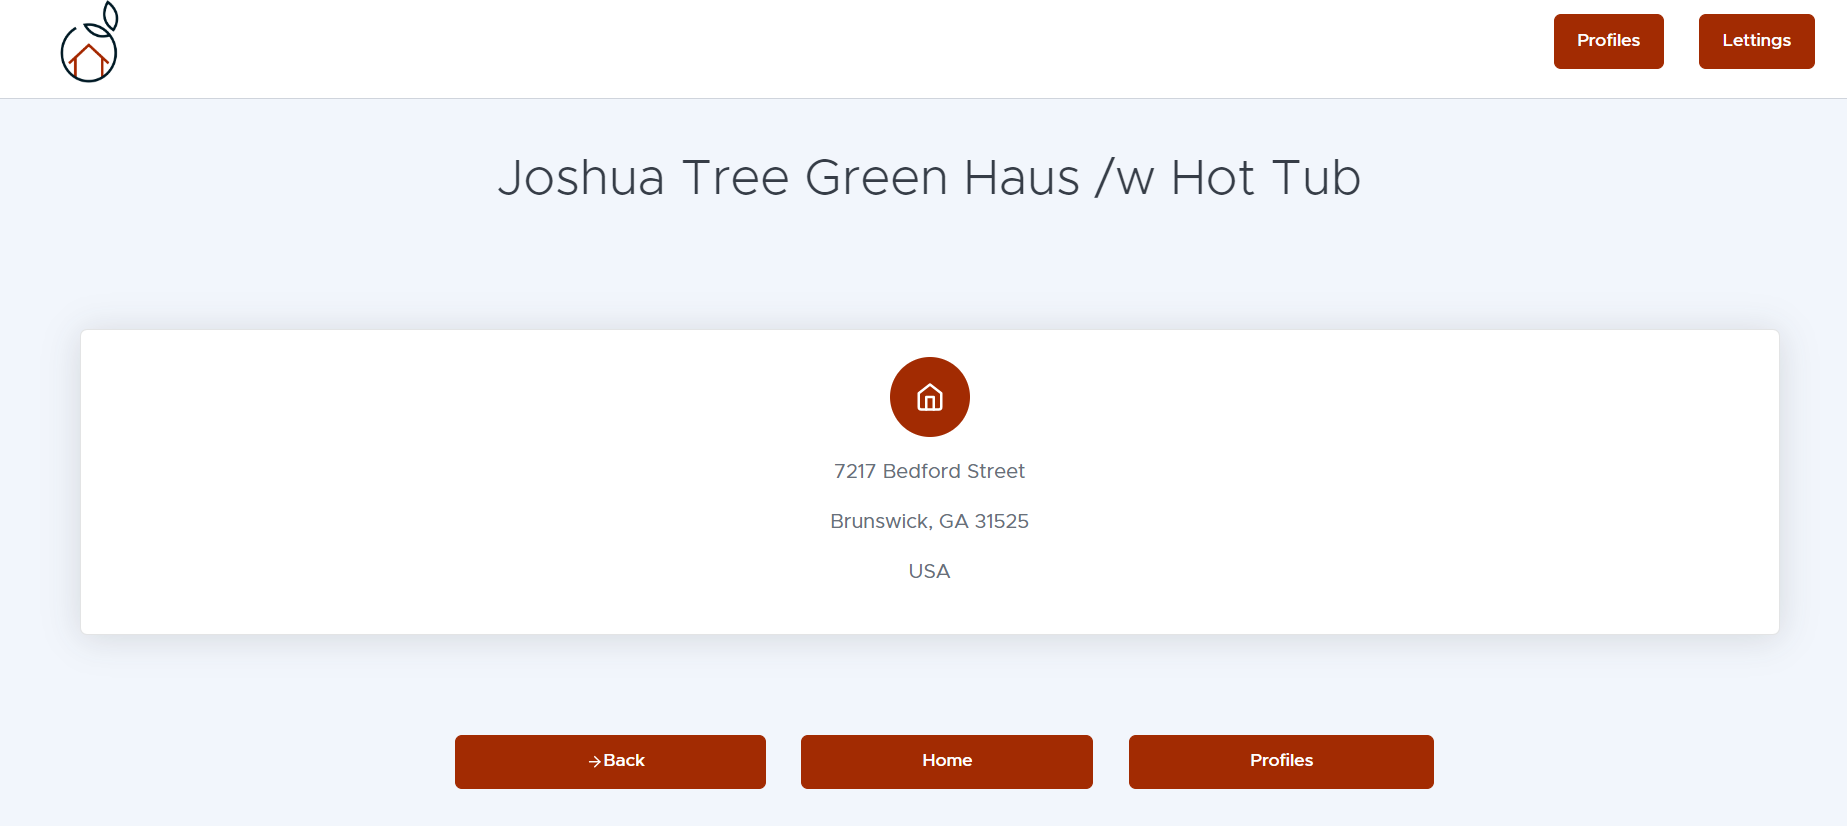 Profiles
Lettings
Joshua Tree Green Haus /w Hot Tub
7217 Bedford Street
Brunswick, GA 31525
USA
→Back
Home
Profiles